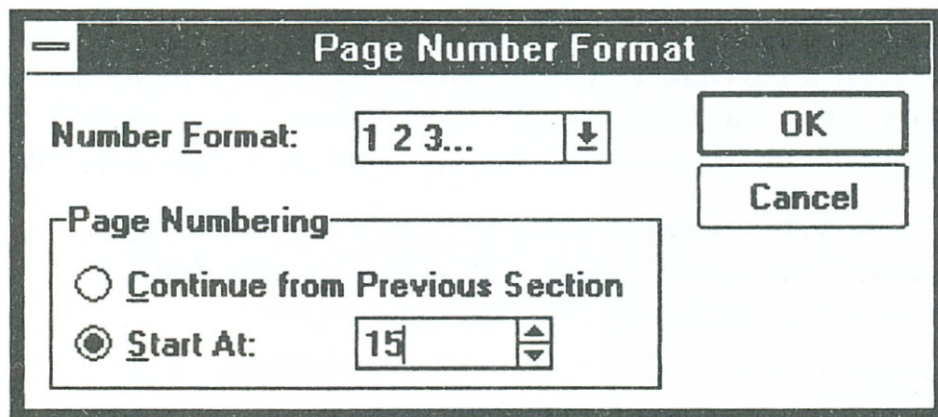 Page Number Format
Number Format: 1 2 3...
OK
Cancel
Page Numbering
Continue from Previous Section
Start At: 15